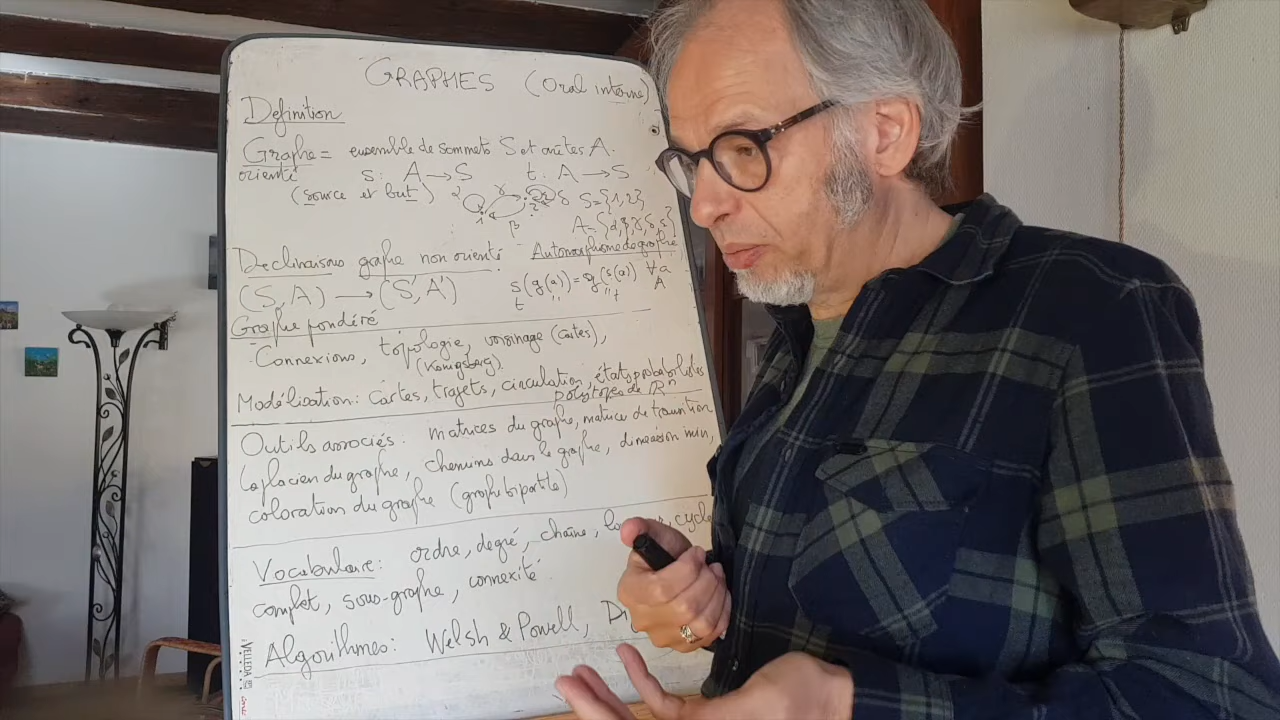 GRAPHES (Oral interne)
Définition
Graphe = ensemble de sommets S et arêtes A.
orienté s: A → S t: A → S
(source et but)
S = {1, 2}
A = {α, β, γ, δ, ε}
Déclinaisons graphe non orienté. Automorphisme de graphe
(S, A) → (S', A') s(g(a)) = g(s(a)) ∀a
t " " t A
Graphe pondéré
Connexions, topologie, voisinage (cartes),
(Königsberg)
Modélisation: cartes, trajets, circulation, états probabilistes
polytopes de ℝⁿ
Outils associés: matrices du graphe, matrice de transition
Laplacien du graphe, chemins dans le graphe, dimension min,
coloration du graphe (graphe bipartite)
Vocabulaire: ordre, degré, chaîne, cycle
complet, sous-graphe, connexité
Algorithmes: Welsh & Powell, D
VELLEDA